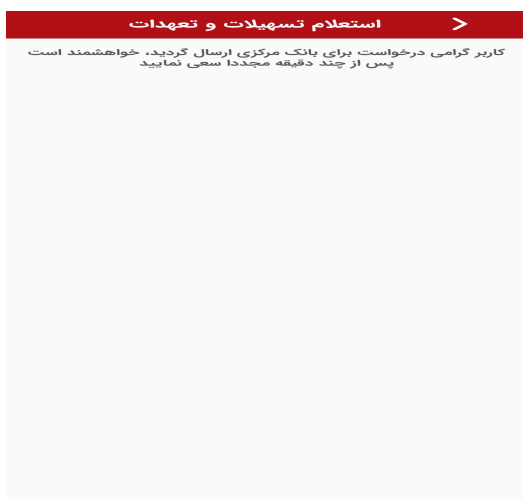 استعلام تسهیلات و تعهدات
کاربر گرامی درخواست برای بانک مرکزی ارسال گردید، خواهشمند است
پس از چند دقیقه مجددا سعی نمایید